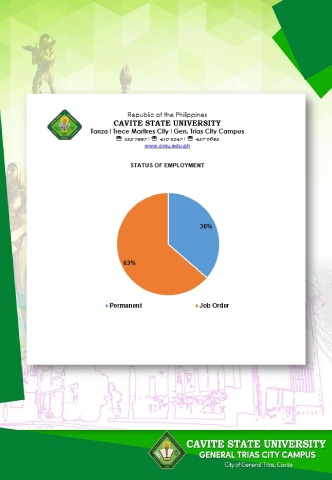 Republic of the Philippines
CAVITE STATE UNIVERSITY
Tanza | Trece Martires City | Gen. Trias City Campus
www.cvsu.edu.ph
STATUS OF EMPLOYMENT
36%
63%
Permanent
Job Order
CAVITE STATE UNIVERSITY
GENERAL TRIAS CITY CAMPUS
City of General Trias, Cavite